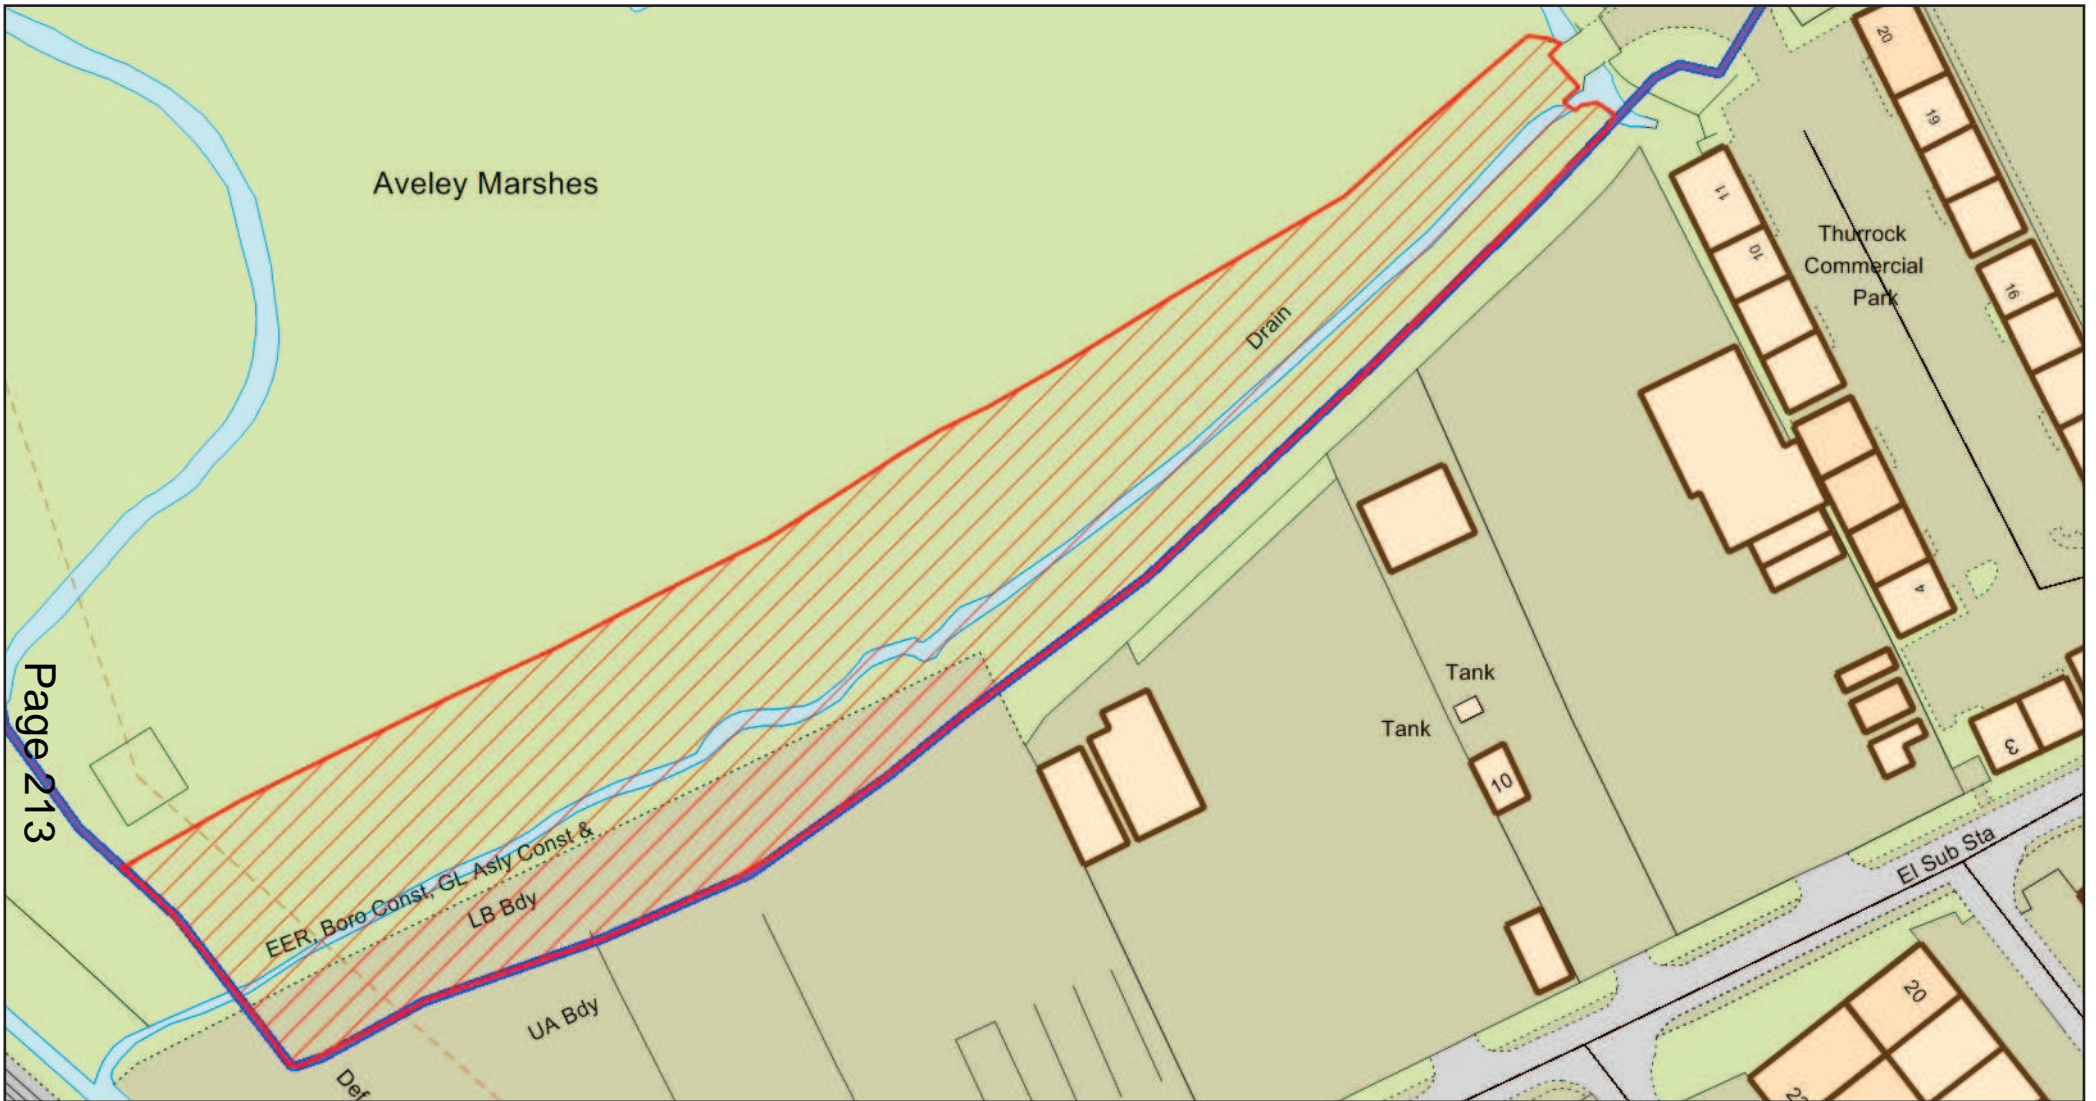 20
19
Aveley Marshes
11
10
Thurrock
Commercial
Park
16
Drain
4
Tank
Tank
10
3
Page 213
EER, Boro Const, GL Asly Const &
LB Bdy
UA Bdy
Def
El Sub Sta
20